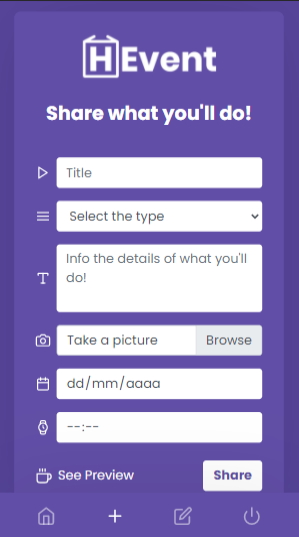 HEvent
Share what you'll do!
Title
Select the type
Info the details of what you'll
do!
Take a picture Browse
dd/mm/aaaa
--:--
See Preview Share